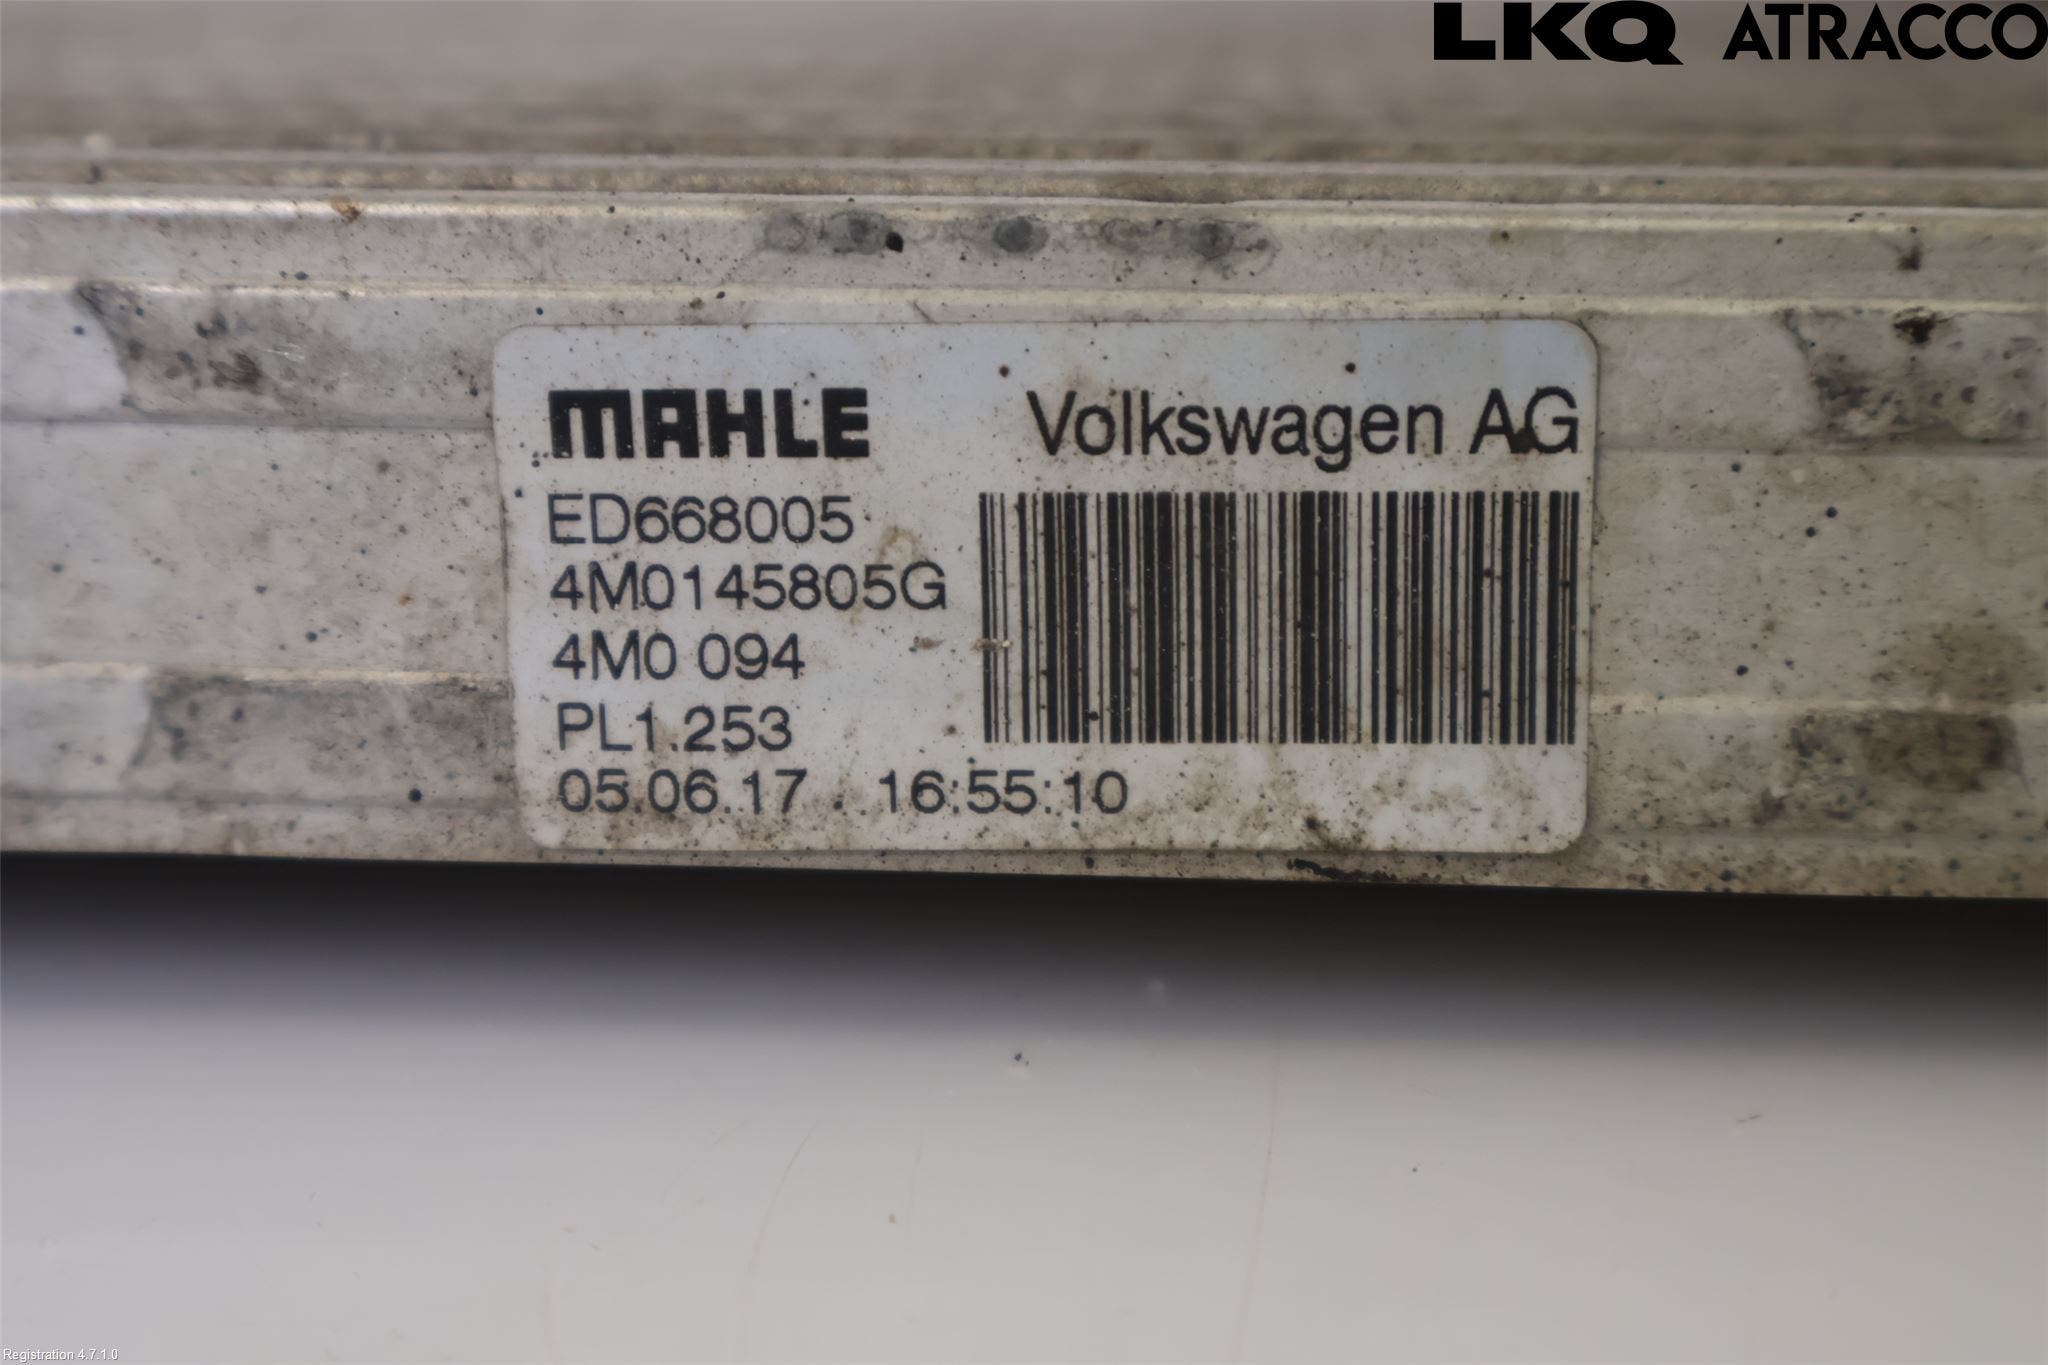 LKQ ATRACCO
MAHLE Volkswagen AG
ED668005
4M0145805G
4M0 094
PL1.253
05.06.17 16:55:10
Registration 4.7.1.0